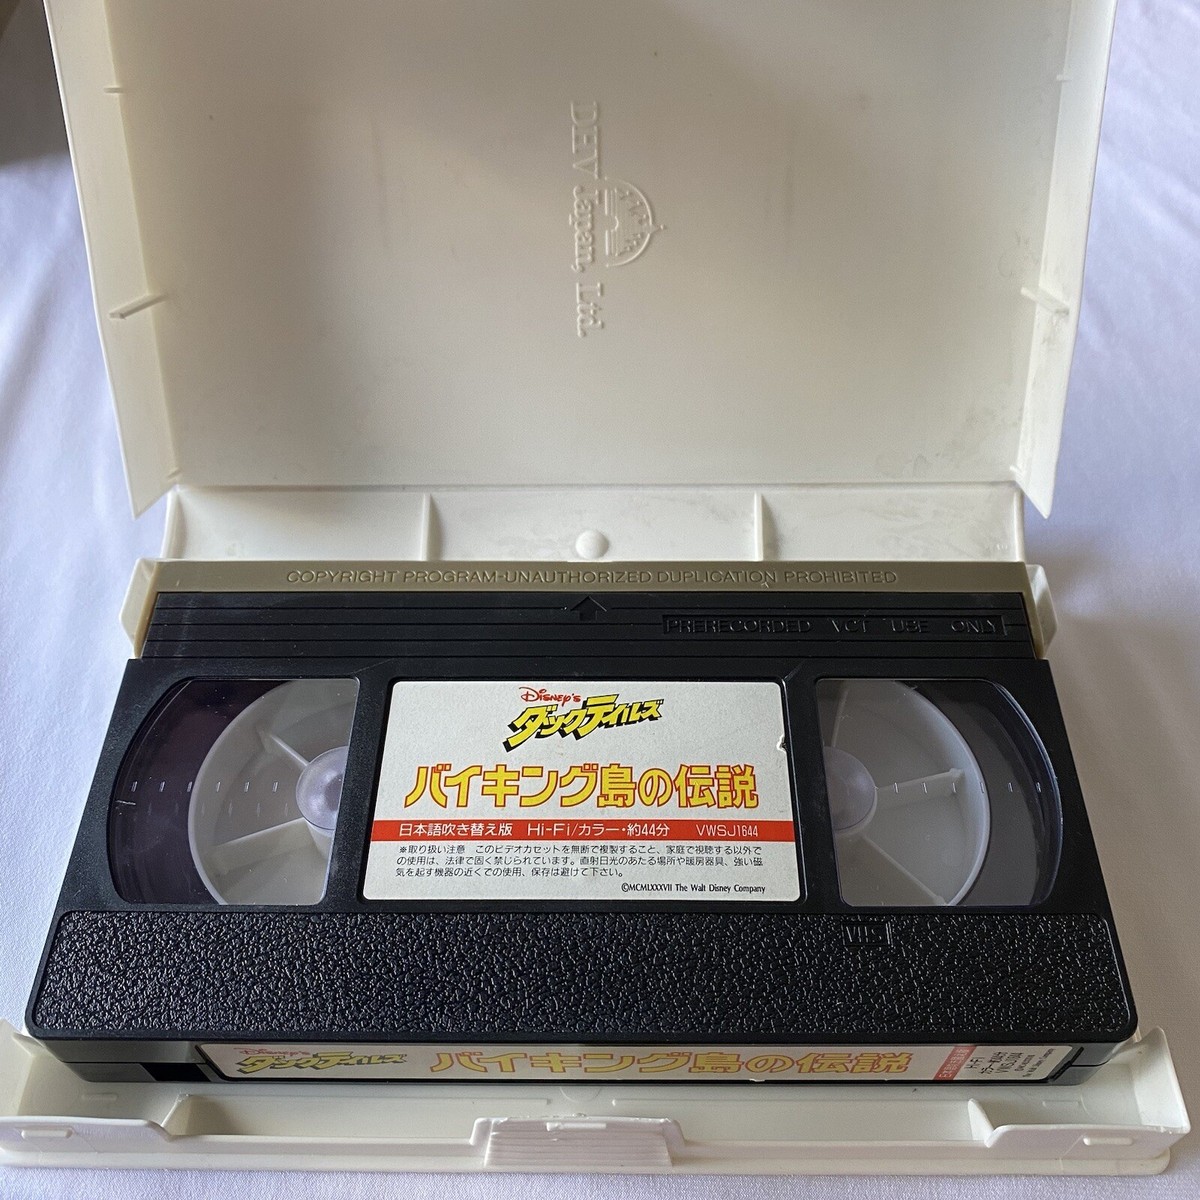 DEV Japan, Ltd.
COPYRIGHT PROGRAM-UNAUTHORIZED DUPLICATION PROHIBITED
PRERECORDED VCT USE ONLY
Disney's
ダックテイルズ
バイキング島の伝説
日本語吹き替え版 Hi-Fi/カラー・約44分 VWSJ1644
※取り扱い注意 このビデオカセットを無断で複製すること、家庭で視聴する以外で
の使用は、法律で固く禁じられています。直射日光のあたる場所や暖房器具、強い磁
気を起す機器の近くでの使用、保存は避けて下さい。
©MCMLXXXVII The Walt Disney Company
Disney's
ダックテイルズ
バイキング島の伝説
Hi-Fi